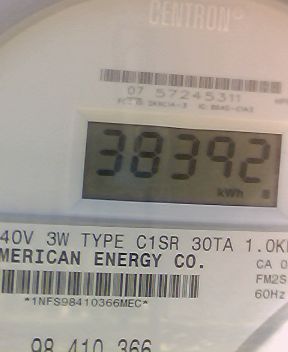 CENTRON®
07 57245311
38392
kWh
40V 3W TYPE C1SR 30TA 1.0K
MERICAN ENERGY CO.
CA 0
FM2S
60Hz
*1NFS98410366MEC*
98 410 366